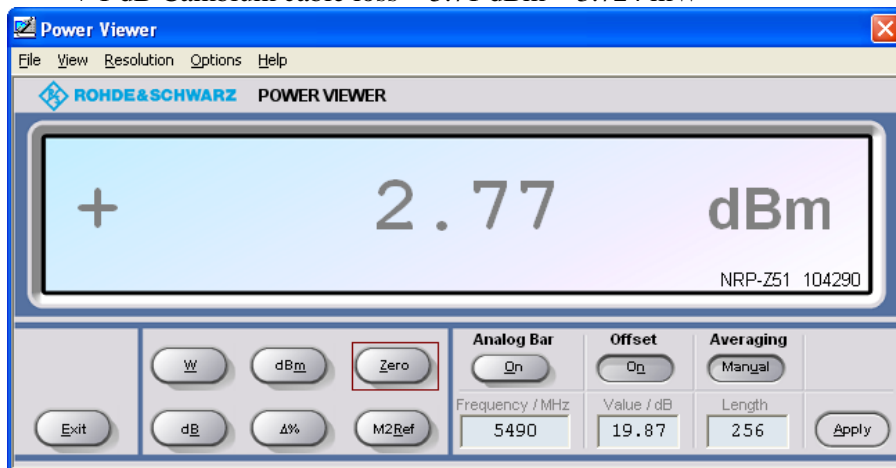 Power Viewer
File View Resolution Options Help
ROHDE&SCHWARZ POWER VIEWER
+ 2.77 dBm
NRP-Z51 104290
Analog Bar Offset Averaging
W dBm Zero On On Manual
Frequency / MHz Value / dB Length
Exit dB Δ% M2Ref 5490 19.87 256 Apply